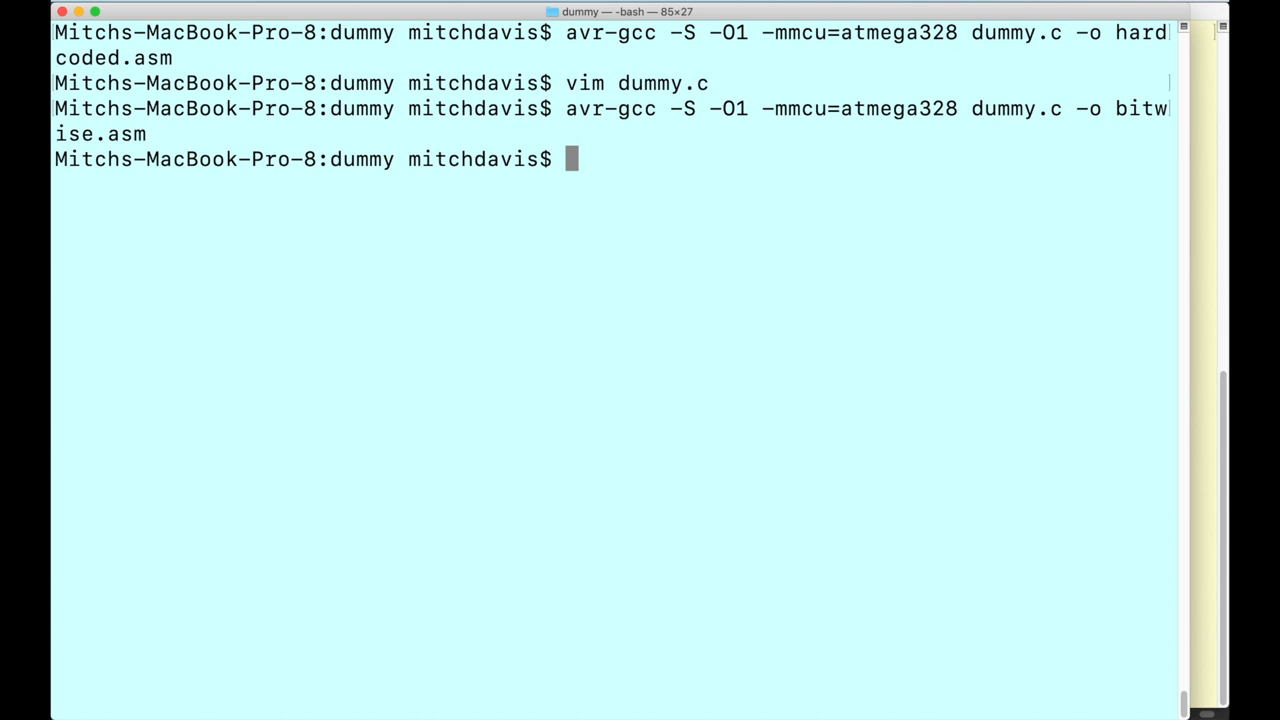 dummy — -bash — 85×27
Mitchs-MacBook-Pro-8:dummy mitchdavis$ avr-gcc -S -O1 -mmcu=atmega328 dummy.c -o hard
coded.asm
Mitchs-MacBook-Pro-8:dummy mitchdavis$ vim dummy.c
Mitchs-MacBook-Pro-8:dummy mitchdavis$ avr-gcc -S -O1 -mmcu=atmega328 dummy.c -o bitw
ise.asm
Mitchs-MacBook-Pro-8:dummy mitchdavis$